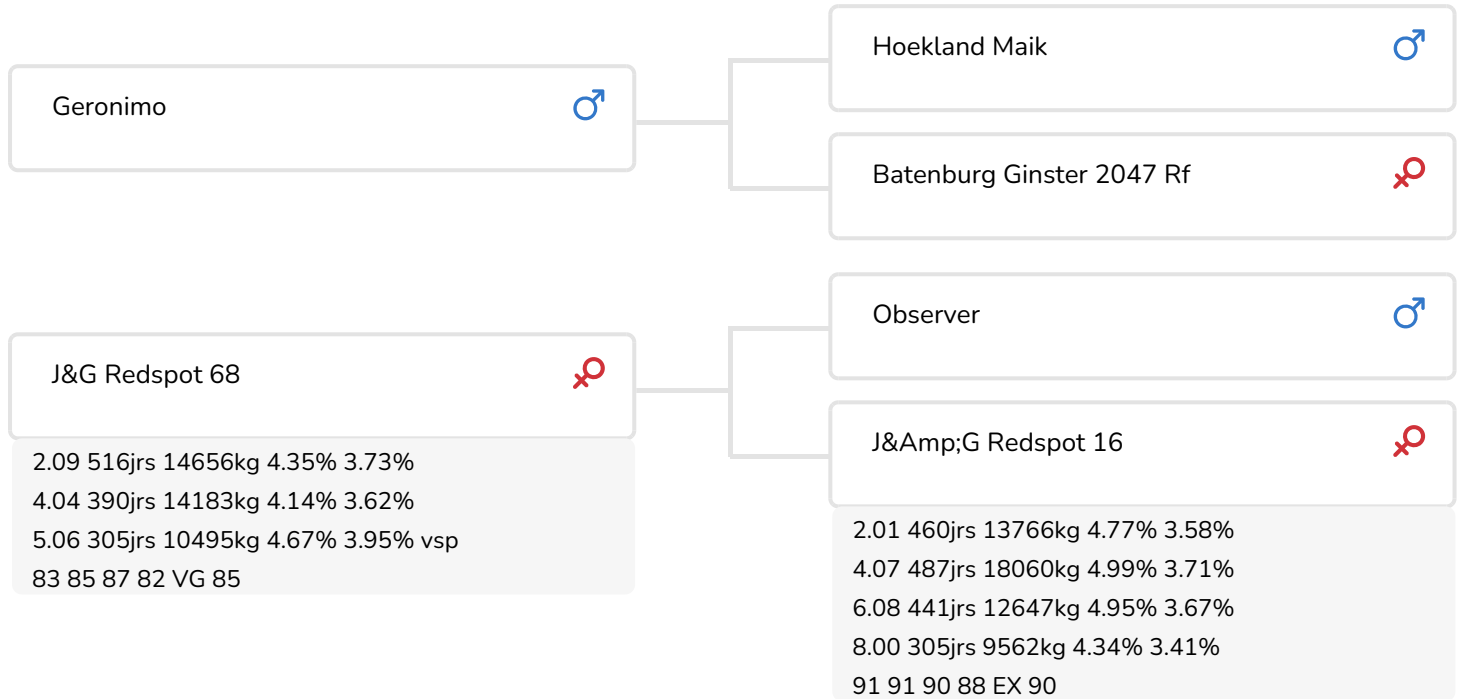 Hoekland Maik
Geronimo
Batenburg Ginster 2047 Rf
Observer
J&G Redspot 68
2.09 516jrs 14656kg 4.35% 3.73%
4.04 390jrs 14183kg 4.14% 3.62%
5.06 305jrs 10495kg 4.67% 3.95% vsp
83 85 87 82 VG 85
J&Amp;G Redspot 16
2.01 460jrs 13766kg 4.77% 3.58%
4.07 487jrs 18060kg 4.99% 3.71%
6.08 441jrs 12647kg 4.95% 3.67%
8.00 305jrs 9562kg 4.34% 3.41%
91 91 90 88 EX 90